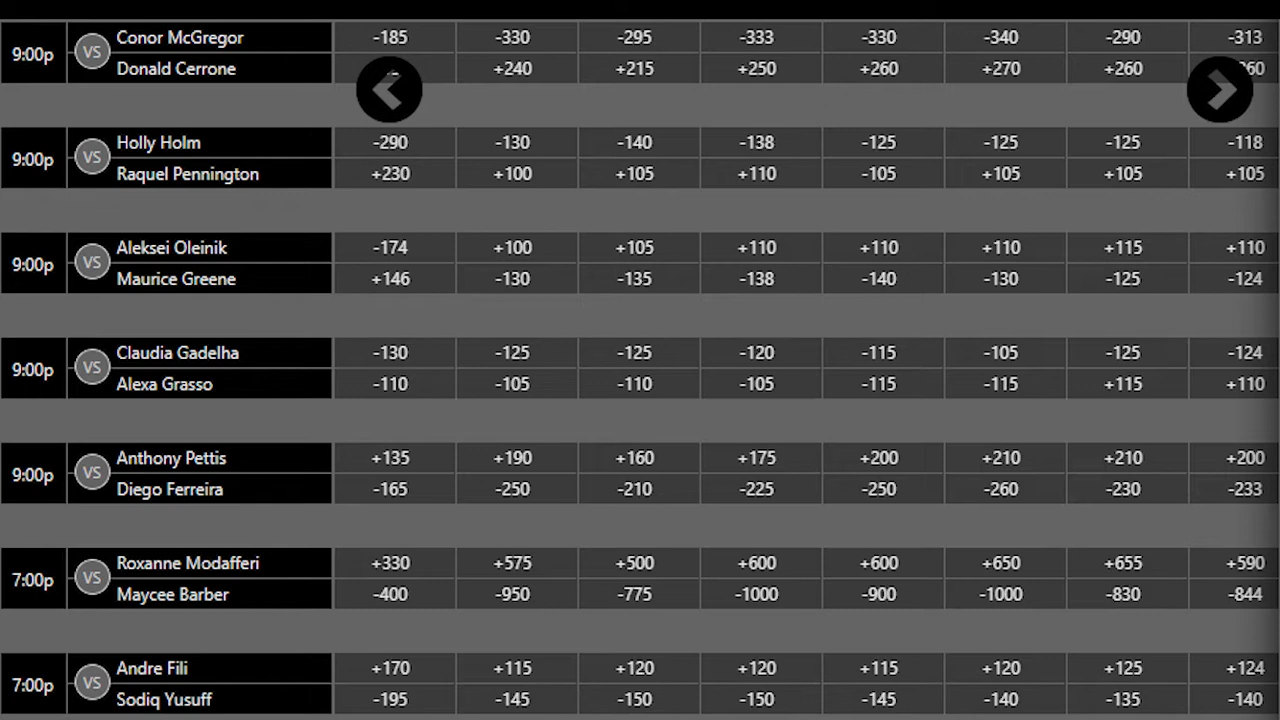 9:00p VS Conor McGregor -185 -330 -295 -333 -330 -340 -290 -313
Donald Cerrone +240 +215 +250 +260 +270 +260
9:00p VS Holly Holm -290 -130 -140 -138 -125 -125 -125 -118
Raquel Pennington +230 +100 +105 +110 -105 +105 +105 +105
9:00p VS Aleksei Oleinik -174 +100 +105 +110 +110 +110 +115 +110
Maurice Greene +146 -130 -135 -138 -140 -130 -125 -124
9:00p VS Claudia Gadelha -130 -125 -125 -120 -115 -105 -125 -124
Alexa Grasso -110 -105 -110 -105 -115 -115 +115 +110
9:00p VS Anthony Pettis +135 +190 +160 +175 +200 +210 +210 +200
Diego Ferreira -165 -250 -210 -225 -250 -260 -230 -233
7:00p VS Roxanne Modafferi +330 +575 +500 +600 +600 +650 +655 +590
Maycee Barber -400 -950 -775 -1000 -900 -1000 -830 -844
7:00p VS Andre Fili +170 +115 +120 +120 +115 +120 +125 +124
Sodiq Yusuff -195 -145 -150 -150 -145 -140 -135 -140